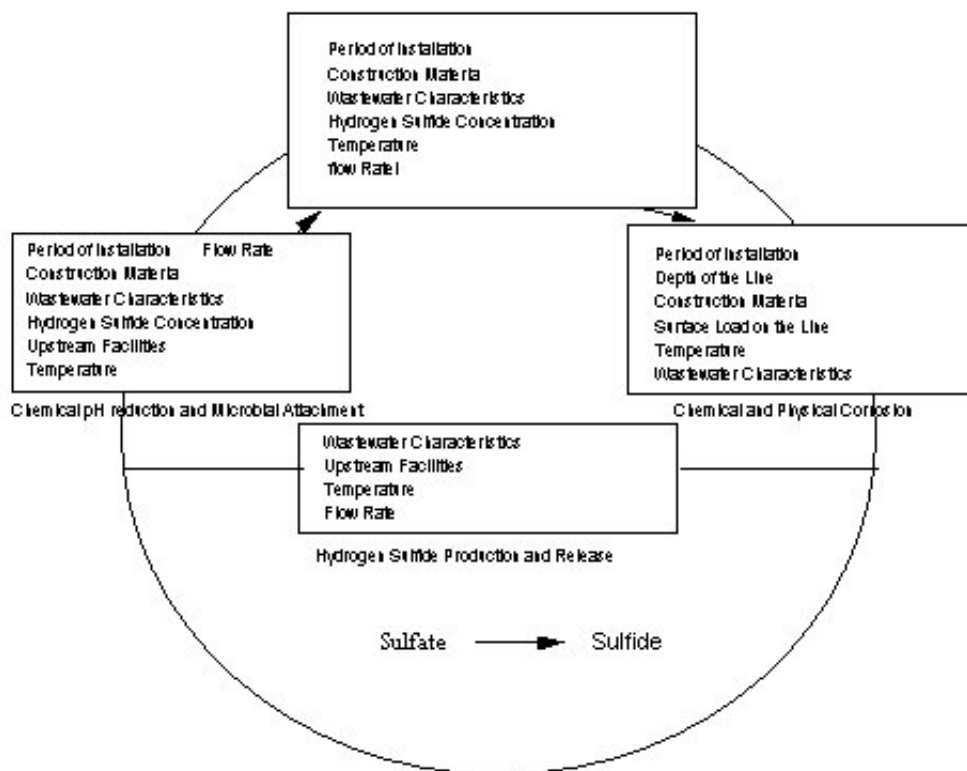 Period of Installation
Construction Materia
Wastewater Characteristics
Hydrogen Sulfide Concentration
Temperature
flow Ratel
Period of Installation Flow Rate
Construction Materia
Wastewater Characteristics
Hydrogen Sulfide Concentration
Upstream Facilities
Temperature
Chemical pH reduction and Microbial Attachment
Period of Installation
Depth of the Line
Construction Materia
Surface Load on the Line
Temperature
Wastewater Characteristics
Chemical and Physical Corrosion
Wastewater Characteristics
Upstream Facilities
Temperature
Flow Rate
Hydrogen Sulfide Production and Release
Sulfate Sulfide